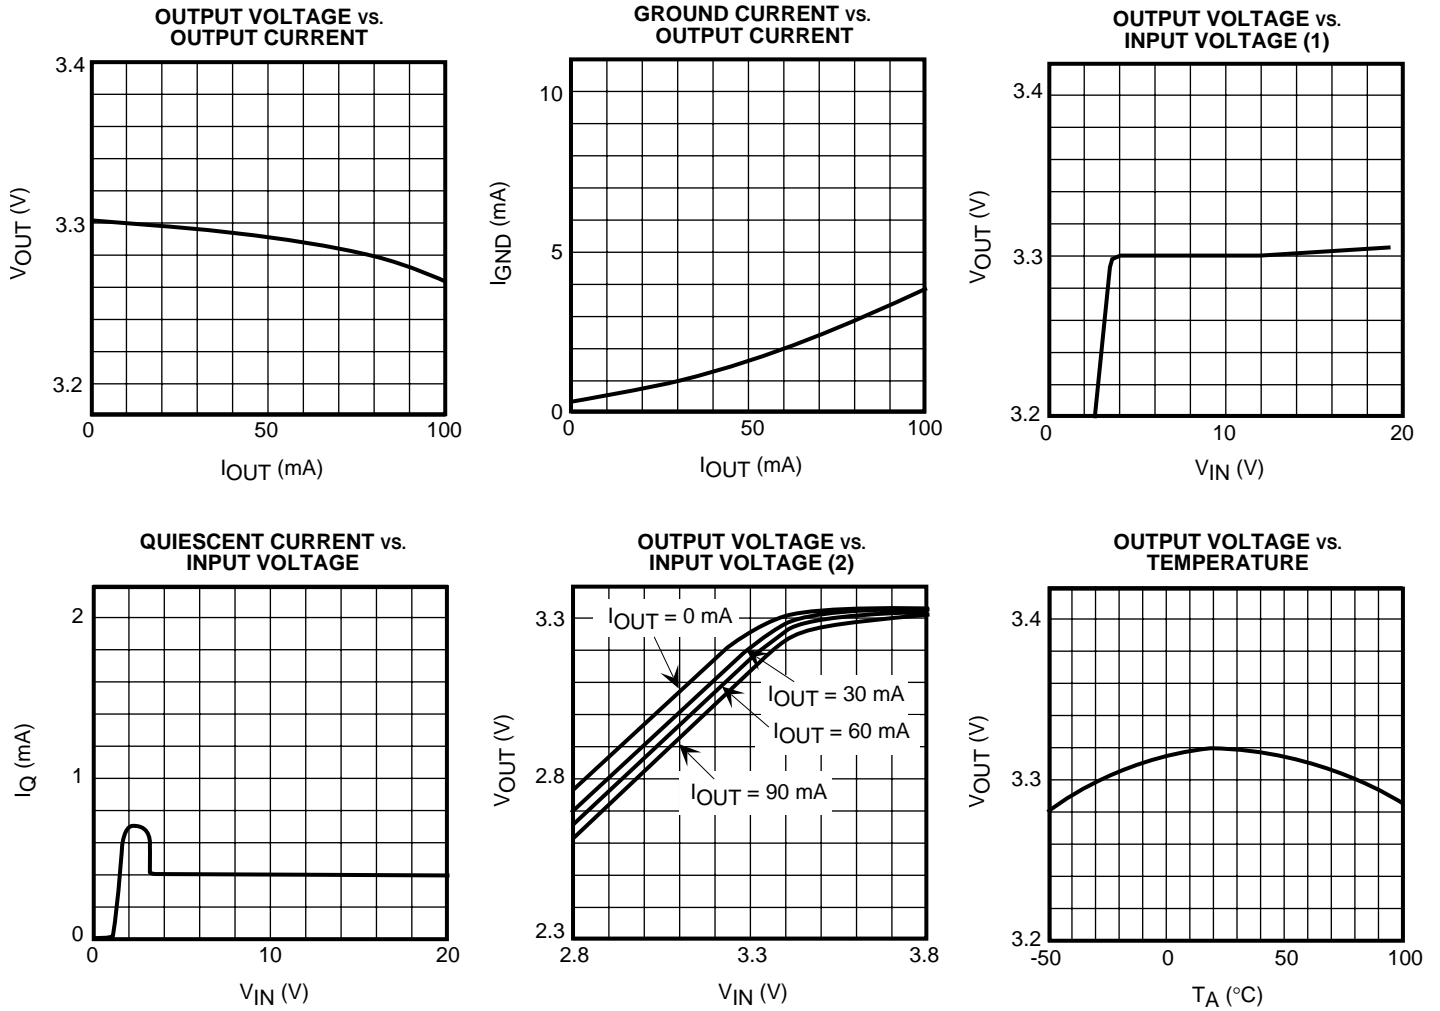 OUTPUT VOLTAGE VS.
OUTPUT CURRENT
3.4
3.3
3.2
VOUT (V)
0 50 100
IOUT (mA)
GROUND CURRENT VS.
OUTPUT CURRENT
10
5
0
IGND (mA)
0 50 100
IOUT (mA)
OUTPUT VOLTAGE VS.
INPUT VOLTAGE (1)
3.4
3.3
3.2
VOUT (V)
0 10 20
VIN (V)
QUIESCENT CURRENT VS.
INPUT VOLTAGE
2
1
0
IQ (mA)
0 10 20
VIN (V)
OUTPUT VOLTAGE VS.
INPUT VOLTAGE (2)
3.3
2.8
2.3
VOUT (V)
IOUT = 0 mA
IOUT = 30 mA
IOUT = 60 mA
IOUT = 90 mA
2.8 3.3 3.8
VIN (V)
OUTPUT VOLTAGE VS.
TEMPERATURE
3.4
3.3
3.2
VOUT (V)
-50 0 50 100
TA (°C)